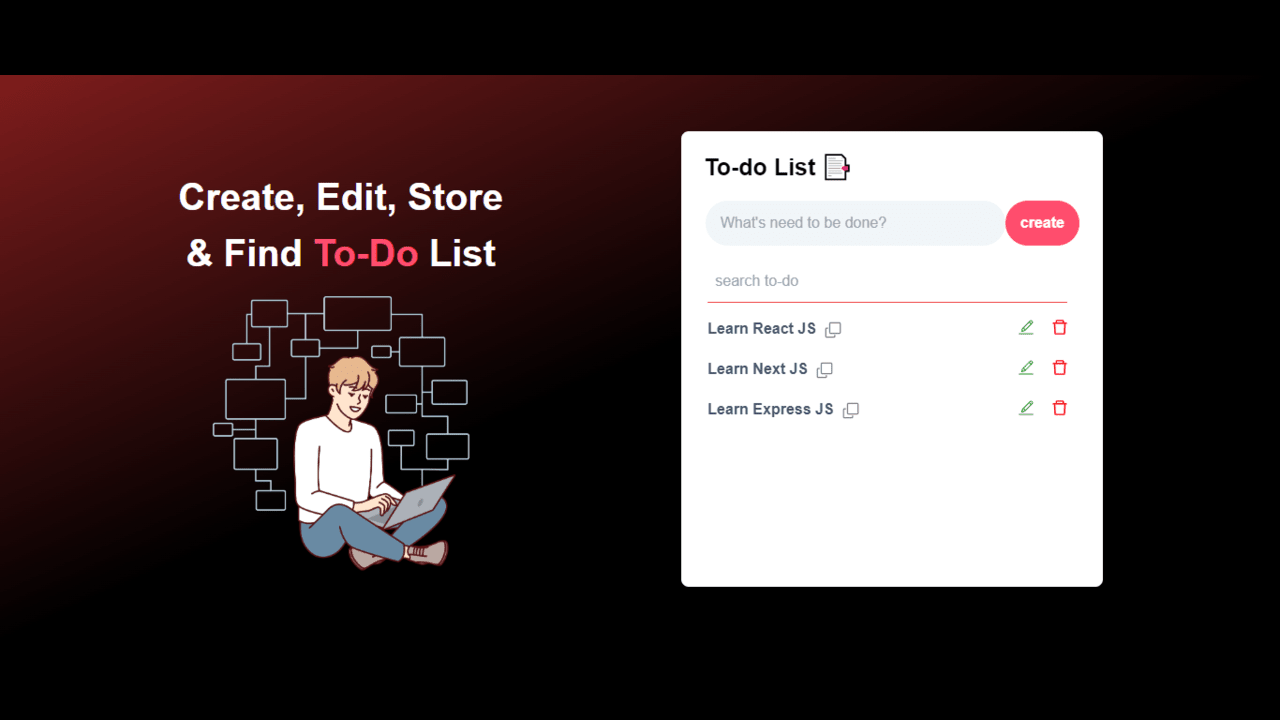 Create, Edit, Store
& Find To-Do List
To-do List
What's need to be done?
create
search to-do
Learn React JS
Learn Next JS
Learn Express JS